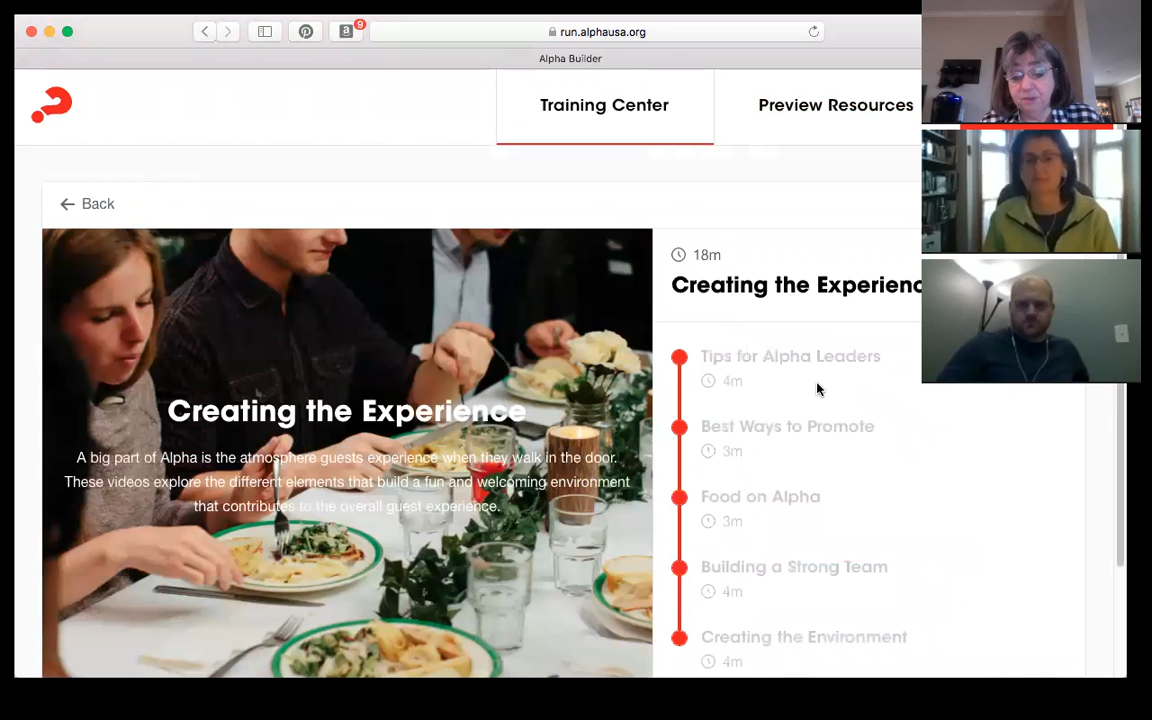 9
run.alphausa.org
Alpha Builder
Training Center
Preview Resources
Back
Creating the Experience
A big part of Alpha is the atmosphere guests experience when they walk in the door.
These videos explore the different elements that build a fun and welcoming environment
that contributes to the overall guest experience.
18m
Creating the Experienc
Tips for Alpha Leaders
4m
Best Ways to Promote
3m
Food on Alpha
3m
Building a Strong Team
4m
Creating the Environment
4m